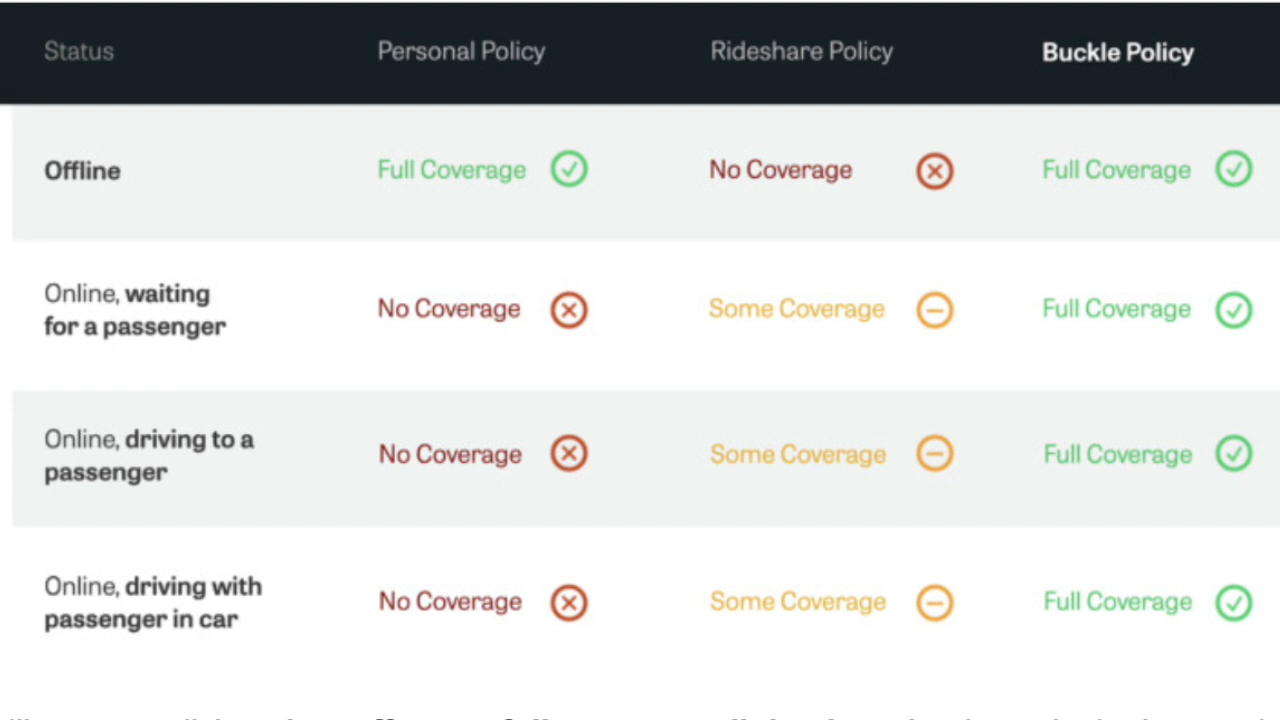 Status Personal Policy Rideshare Policy Buckle Policy
Offline Full Coverage No Coverage Full Coverage
Online, waiting
for a passenger
No Coverage Some Coverage Full Coverage
Online, driving to a
passenger
No Coverage Some Coverage Full Coverage
Online, driving with
passenger in car
No Coverage Some Coverage Full Coverage